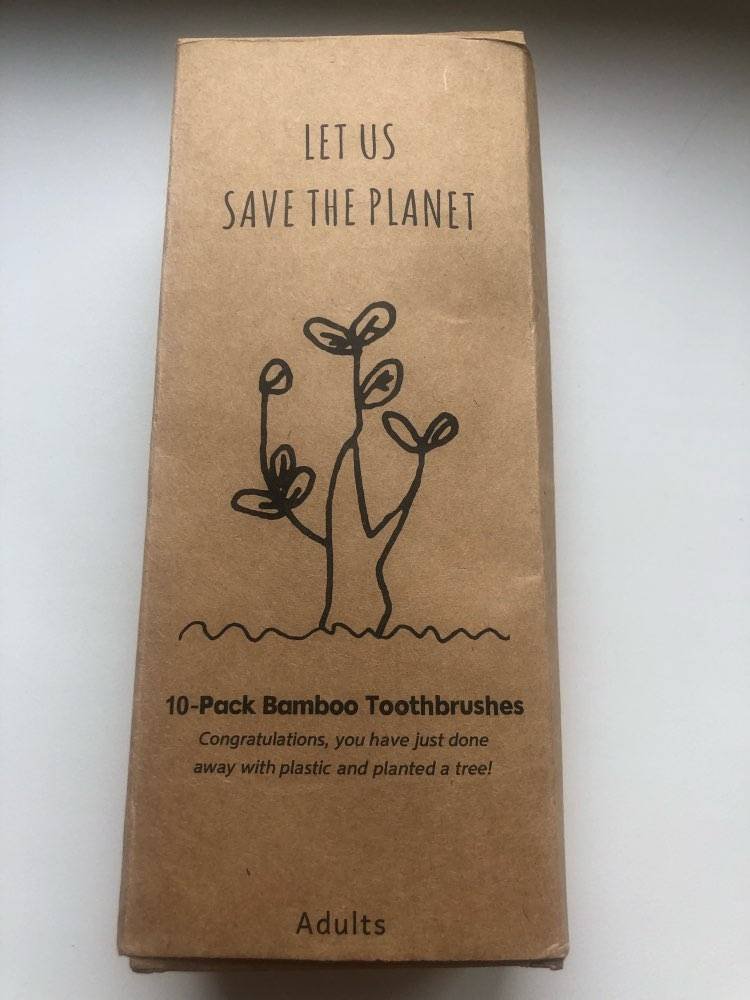 LET US
SAVE THE PLANET
10-Pack Bamboo Toothbrushes
Congratulations, you have just done
away with plastic and planted a tree!
Adults